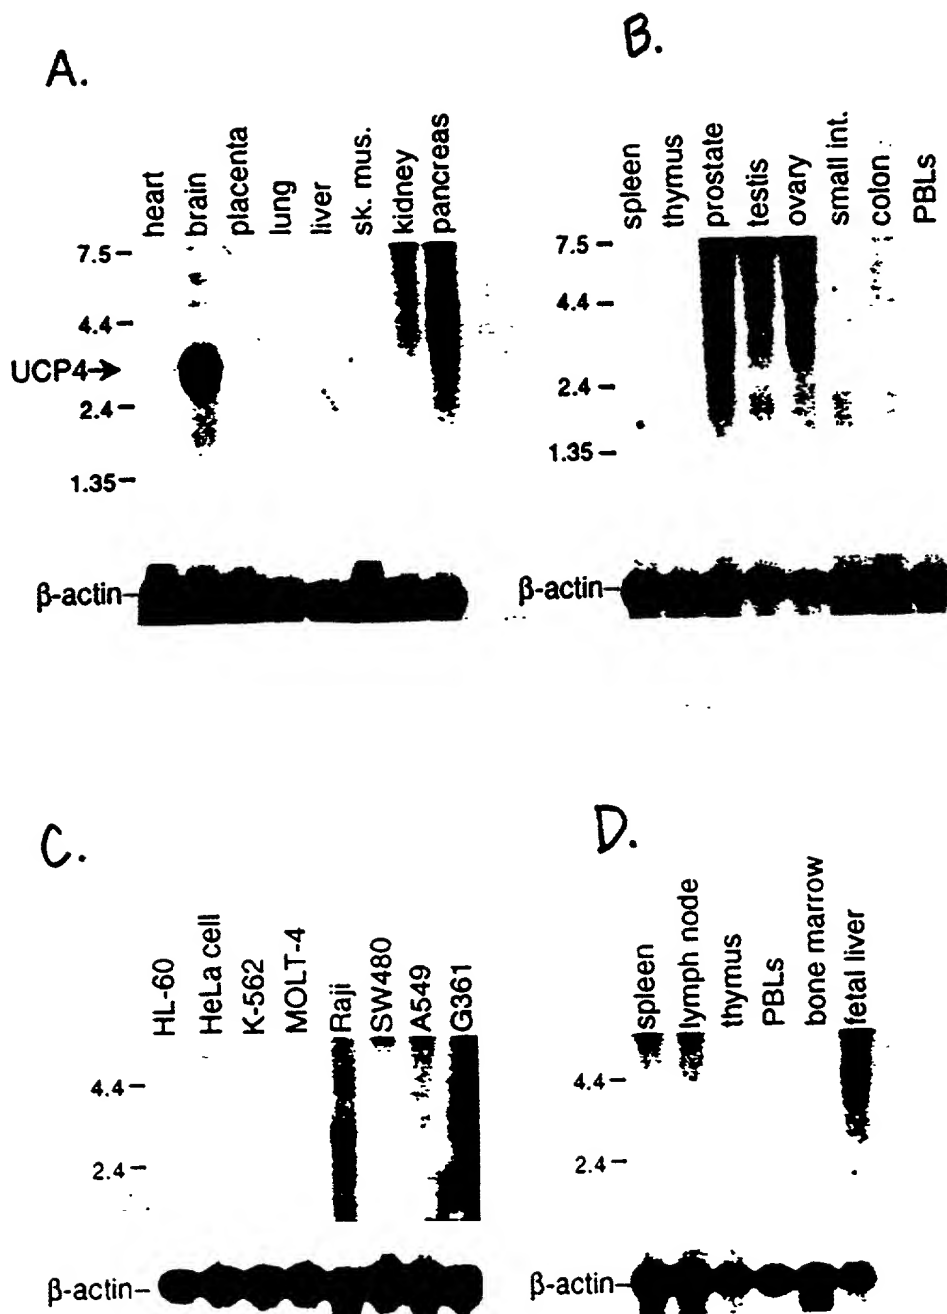 A.
heart
brain
placenta
lung
liver
sk. mus.
kidney
pancreas
7.5
4.4
UCP4
2.4
1.35
β-actin
B.
spleen
thymus
prostate
testis
ovary
small int.
colon
PBLs
7.5
4.4
2.4
1.35
β-actin
C.
HL-60
HeLa cell
K-562
MOLT-4
Raji
SW480
A549
G361
4.4
2.4
β-actin
D.
spleen
lymph node
thymus
PBLs
bone marrow
fetal liver
4.4
2.4
β-actin